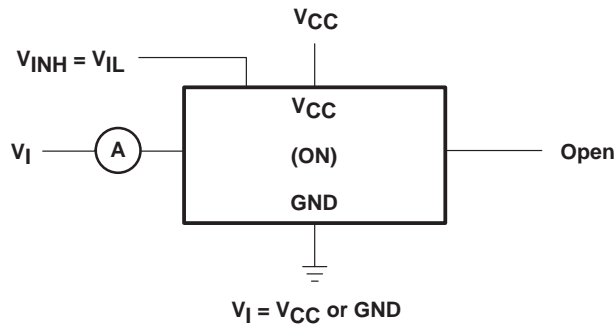 VCC
VINH = VIL
VCC
VI
A
(ON)
Open
GND
VI = VCC or GND